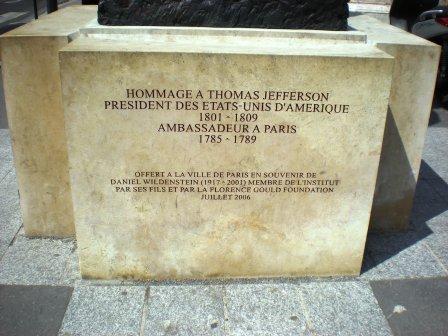 HOMMAGE A THOMAS JEFFERSON
PRESIDENT DES ETATS-UNIS D'AMERIQUE
1801 - 1809
AMBASSADEUR A PARIS
1785 - 1789
OFFERT A LA VILLE DE PARIS EN SOUVENIR DE
DANIEL WILDENSTEIN (1917 - 2001) MEMBRE DE L'INSTITUT
PAR SES FILS ET PAR LA FLORENCE GOULD FOUNDATION
JUILLET 2006